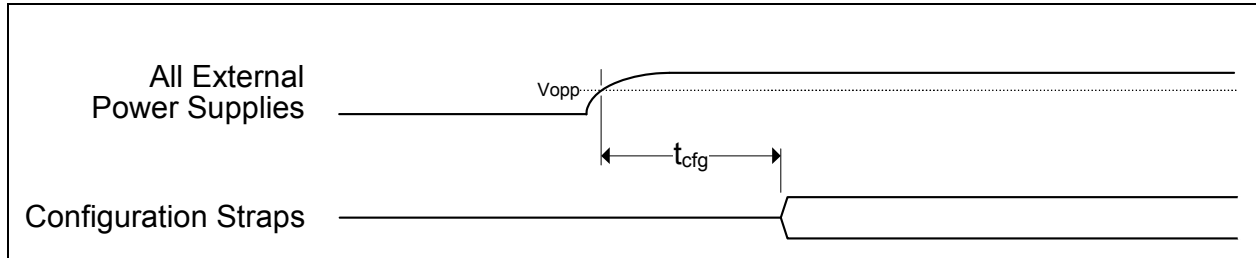 All External
Power Supplies
Vopp
tcfg
Configuration Straps